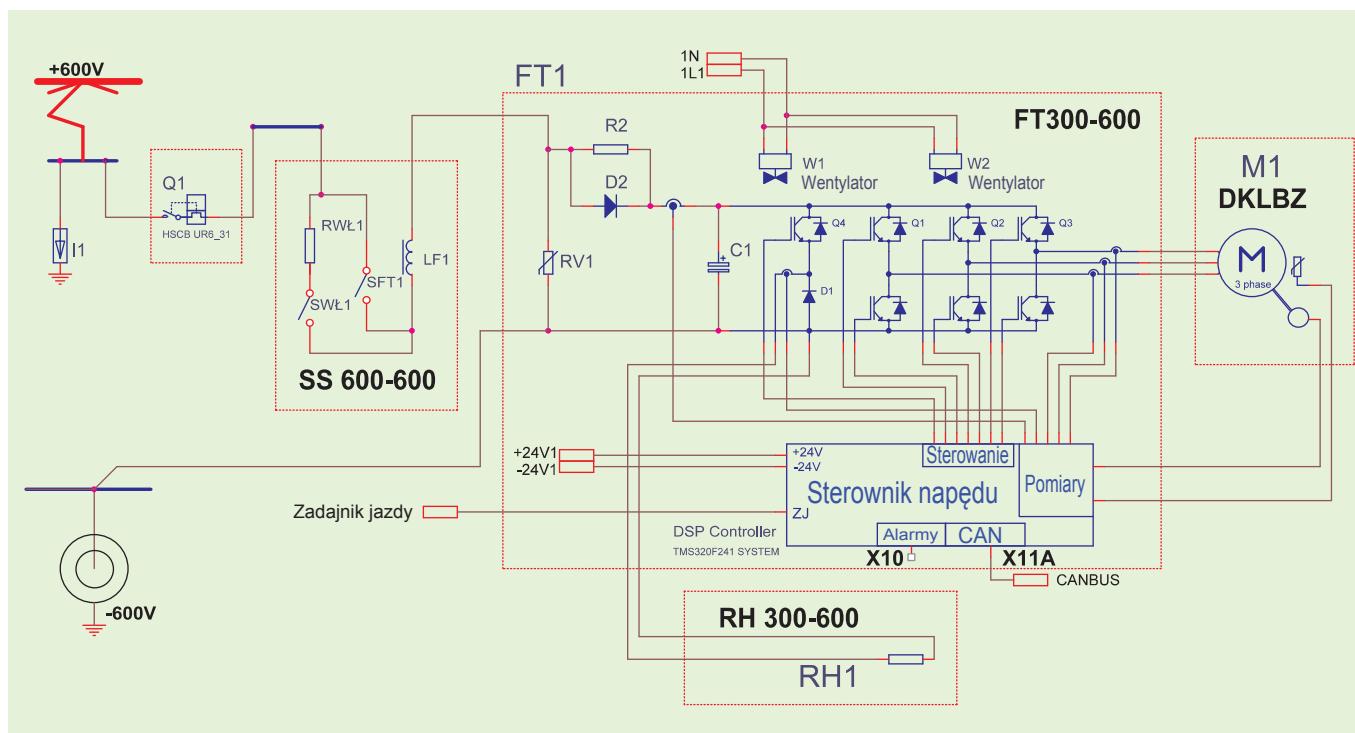 +600V
FT1
1N
1L1
FT300-600
R2
D2
W1
Wentylator
W2
Wentylator
M1
DKLBZ
Q1
HSCB UR6_31
I1
RWŁ1
SWŁ1
SFT1
LF1
SS 600-600
RV1
C1
Q4
Q1
Q2
Q3
D1
M
3 phase
+24V1
-24V1
+24V
-24V
Sterowanie
Pomiary
Sterownik napędu
Zadajnik jazdy
ZJ
DSP Controller
TMS320F241 SYSTEM
Alarmy
CAN
X10
X11A
CANBUS
-600V
RH 300-600
RH1